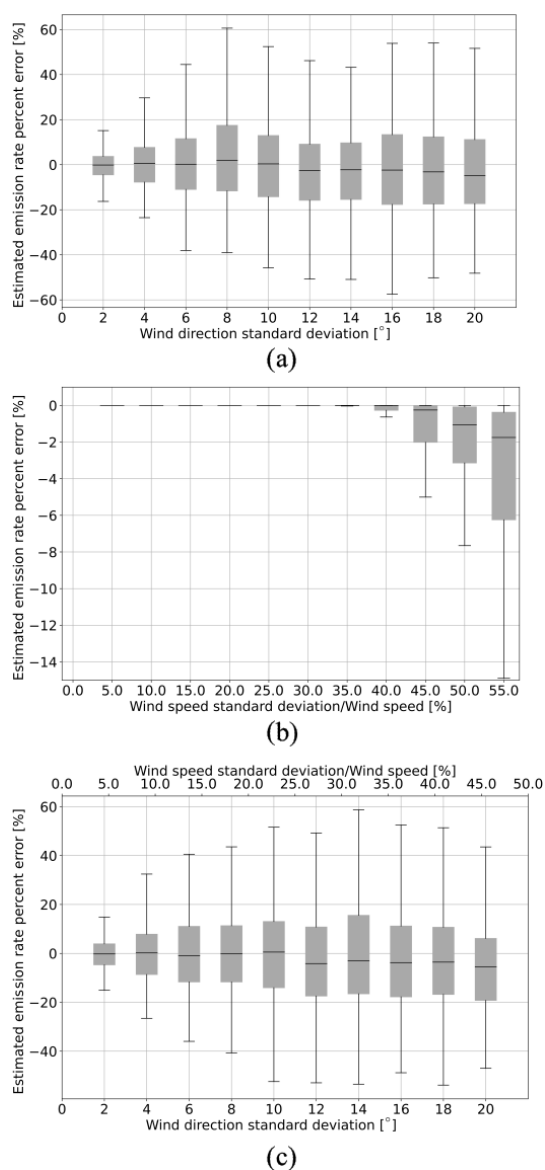 Estimated emission rate percent error [%]
60
40
20
0
−20
−40
−60
0 2 4 6 8 10 12 14 16 18 20
Wind direction standard deviation [°]
(a)
Estimated emission rate percent error [%]
0
−2
−4
−6
−8
−10
−12
−14
0.0 5.0 10.0 15.0 20.0 25.0 30.0 35.0 40.0 45.0 50.0 55.0
Wind speed standard deviation/Wind speed [%]
(b)
Wind speed standard deviation/Wind speed [%]
0.0 5.0 10.0 15.0 20.0 25.0 30.0 35.0 40.0 45.0 50.0
Estimated emission rate percent error [%]
60
40
20
0
−20
−40
0 2 4 6 8 10 12 14 16 18 20
Wind direction standard deviation [°]
(c)